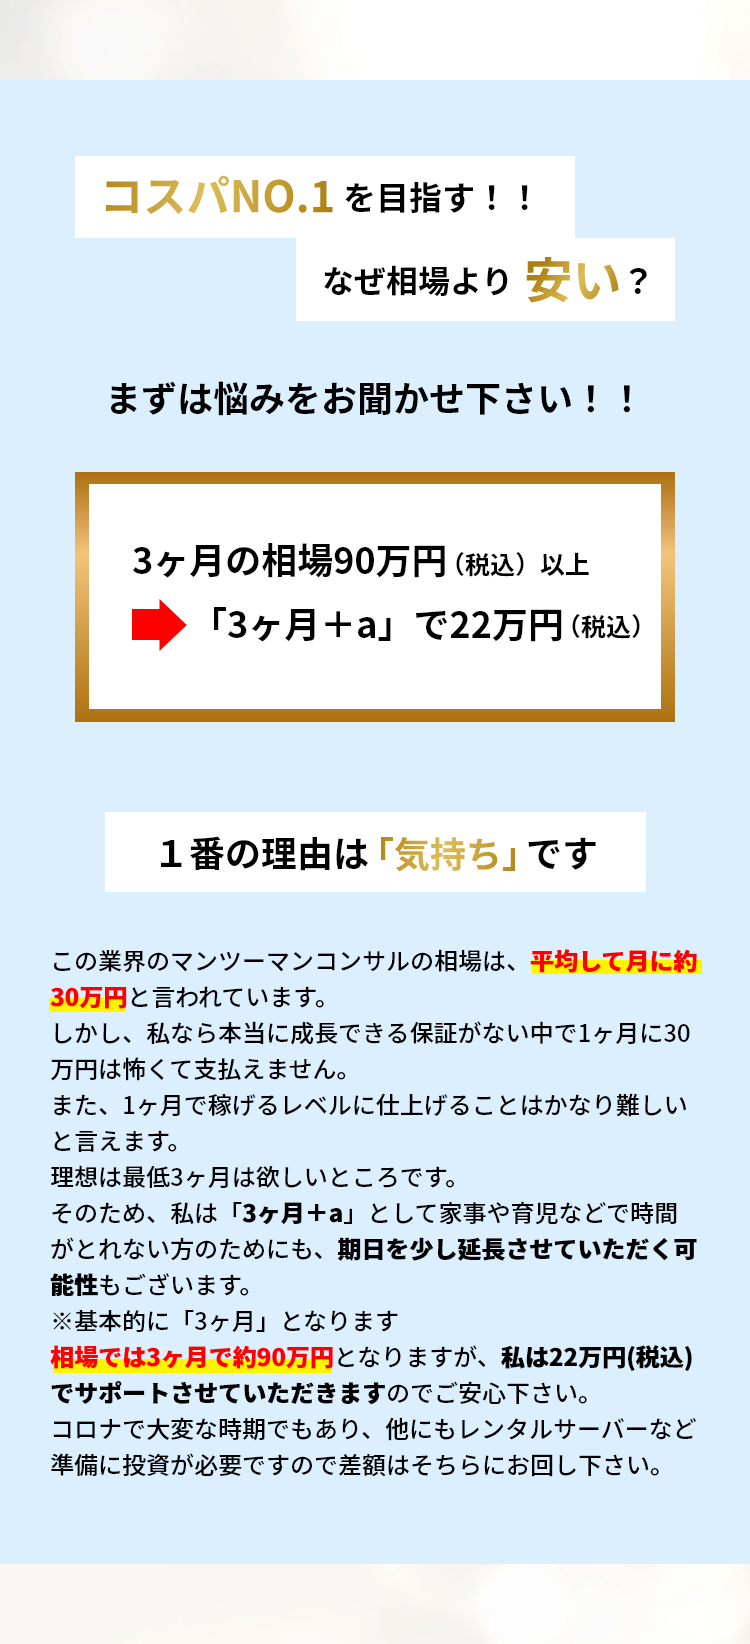 コスパNO.1を目指す！！
なぜ相場より安い？
まずは悩みをお聞かせ下さい！！
3ヶ月の相場90万円（税込）以上
「3ヶ月＋a」で22万円（税込）
１番の理由は「気持ち」です
この業界のマンツーマンコンサルの相場は、平均して月に約
30万円と言われています。
しかし、私なら本当に成長できる保証がない中で1ヶ月に30
万円は怖くて支払えません。
また、1ヶ月で稼げるレベルに仕上げることはかなり難しい
と言えます。
理想は最低3ヶ月は欲しいところです。
そのため、私は「3ヶ月＋a」として家事や育児などで時間
がとれない方のためにも、期日を少し延長させていただく可
能性もございます。
※基本的に「3ヶ月」となります
相場では3ヶ月で約90万円となりますが、私は22万円(税込)
でサポートさせていただきますのでご安心下さい。
コロナで大変な時期でもあり、他にもレンタルサーバーなど
準備に投資が必要ですので差額はそちらにお回し下さい。